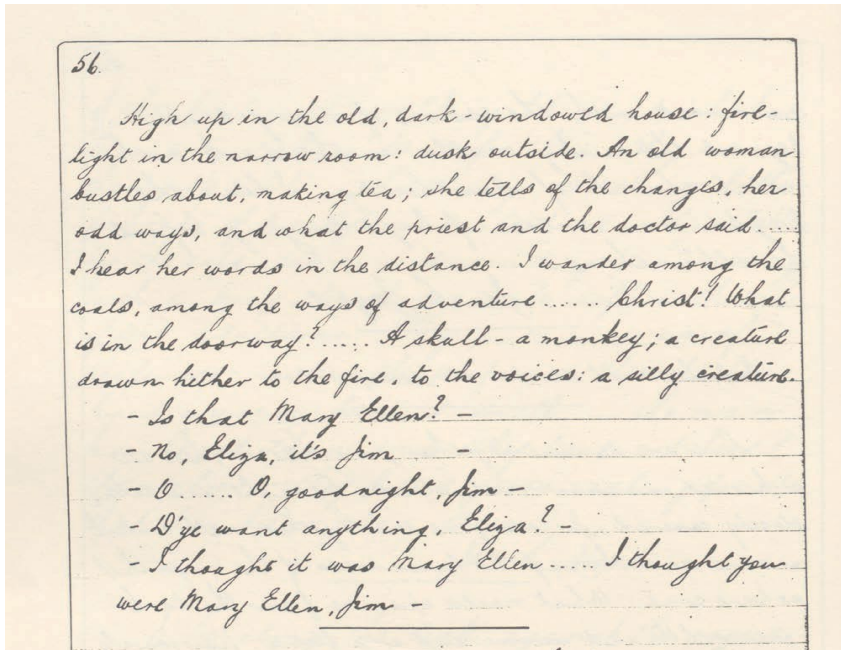 56.
High up in the old, dark-windowed house: fire-
light in the narrow room: dusk outside. An old woman
bustles about, making tea; she tells of the changes, her
odd ways, and what the priest and the doctor said.....
I hear her words in the distance. I wander among the
coals, among the ways of adventure...... Christ! What
is in the doorway?..... A skull - a monkey; a creature
drawn hither to the fire, to the voices: a silly creature.
- Is that Mary Ellen? -
- No, Eliza, it's Jim -
- O...... O, goodnight, Jim -
- D'ye want anything, Eliza? -
- I thought it was Mary Ellen..... I thought you
were Mary Ellen, Jim -